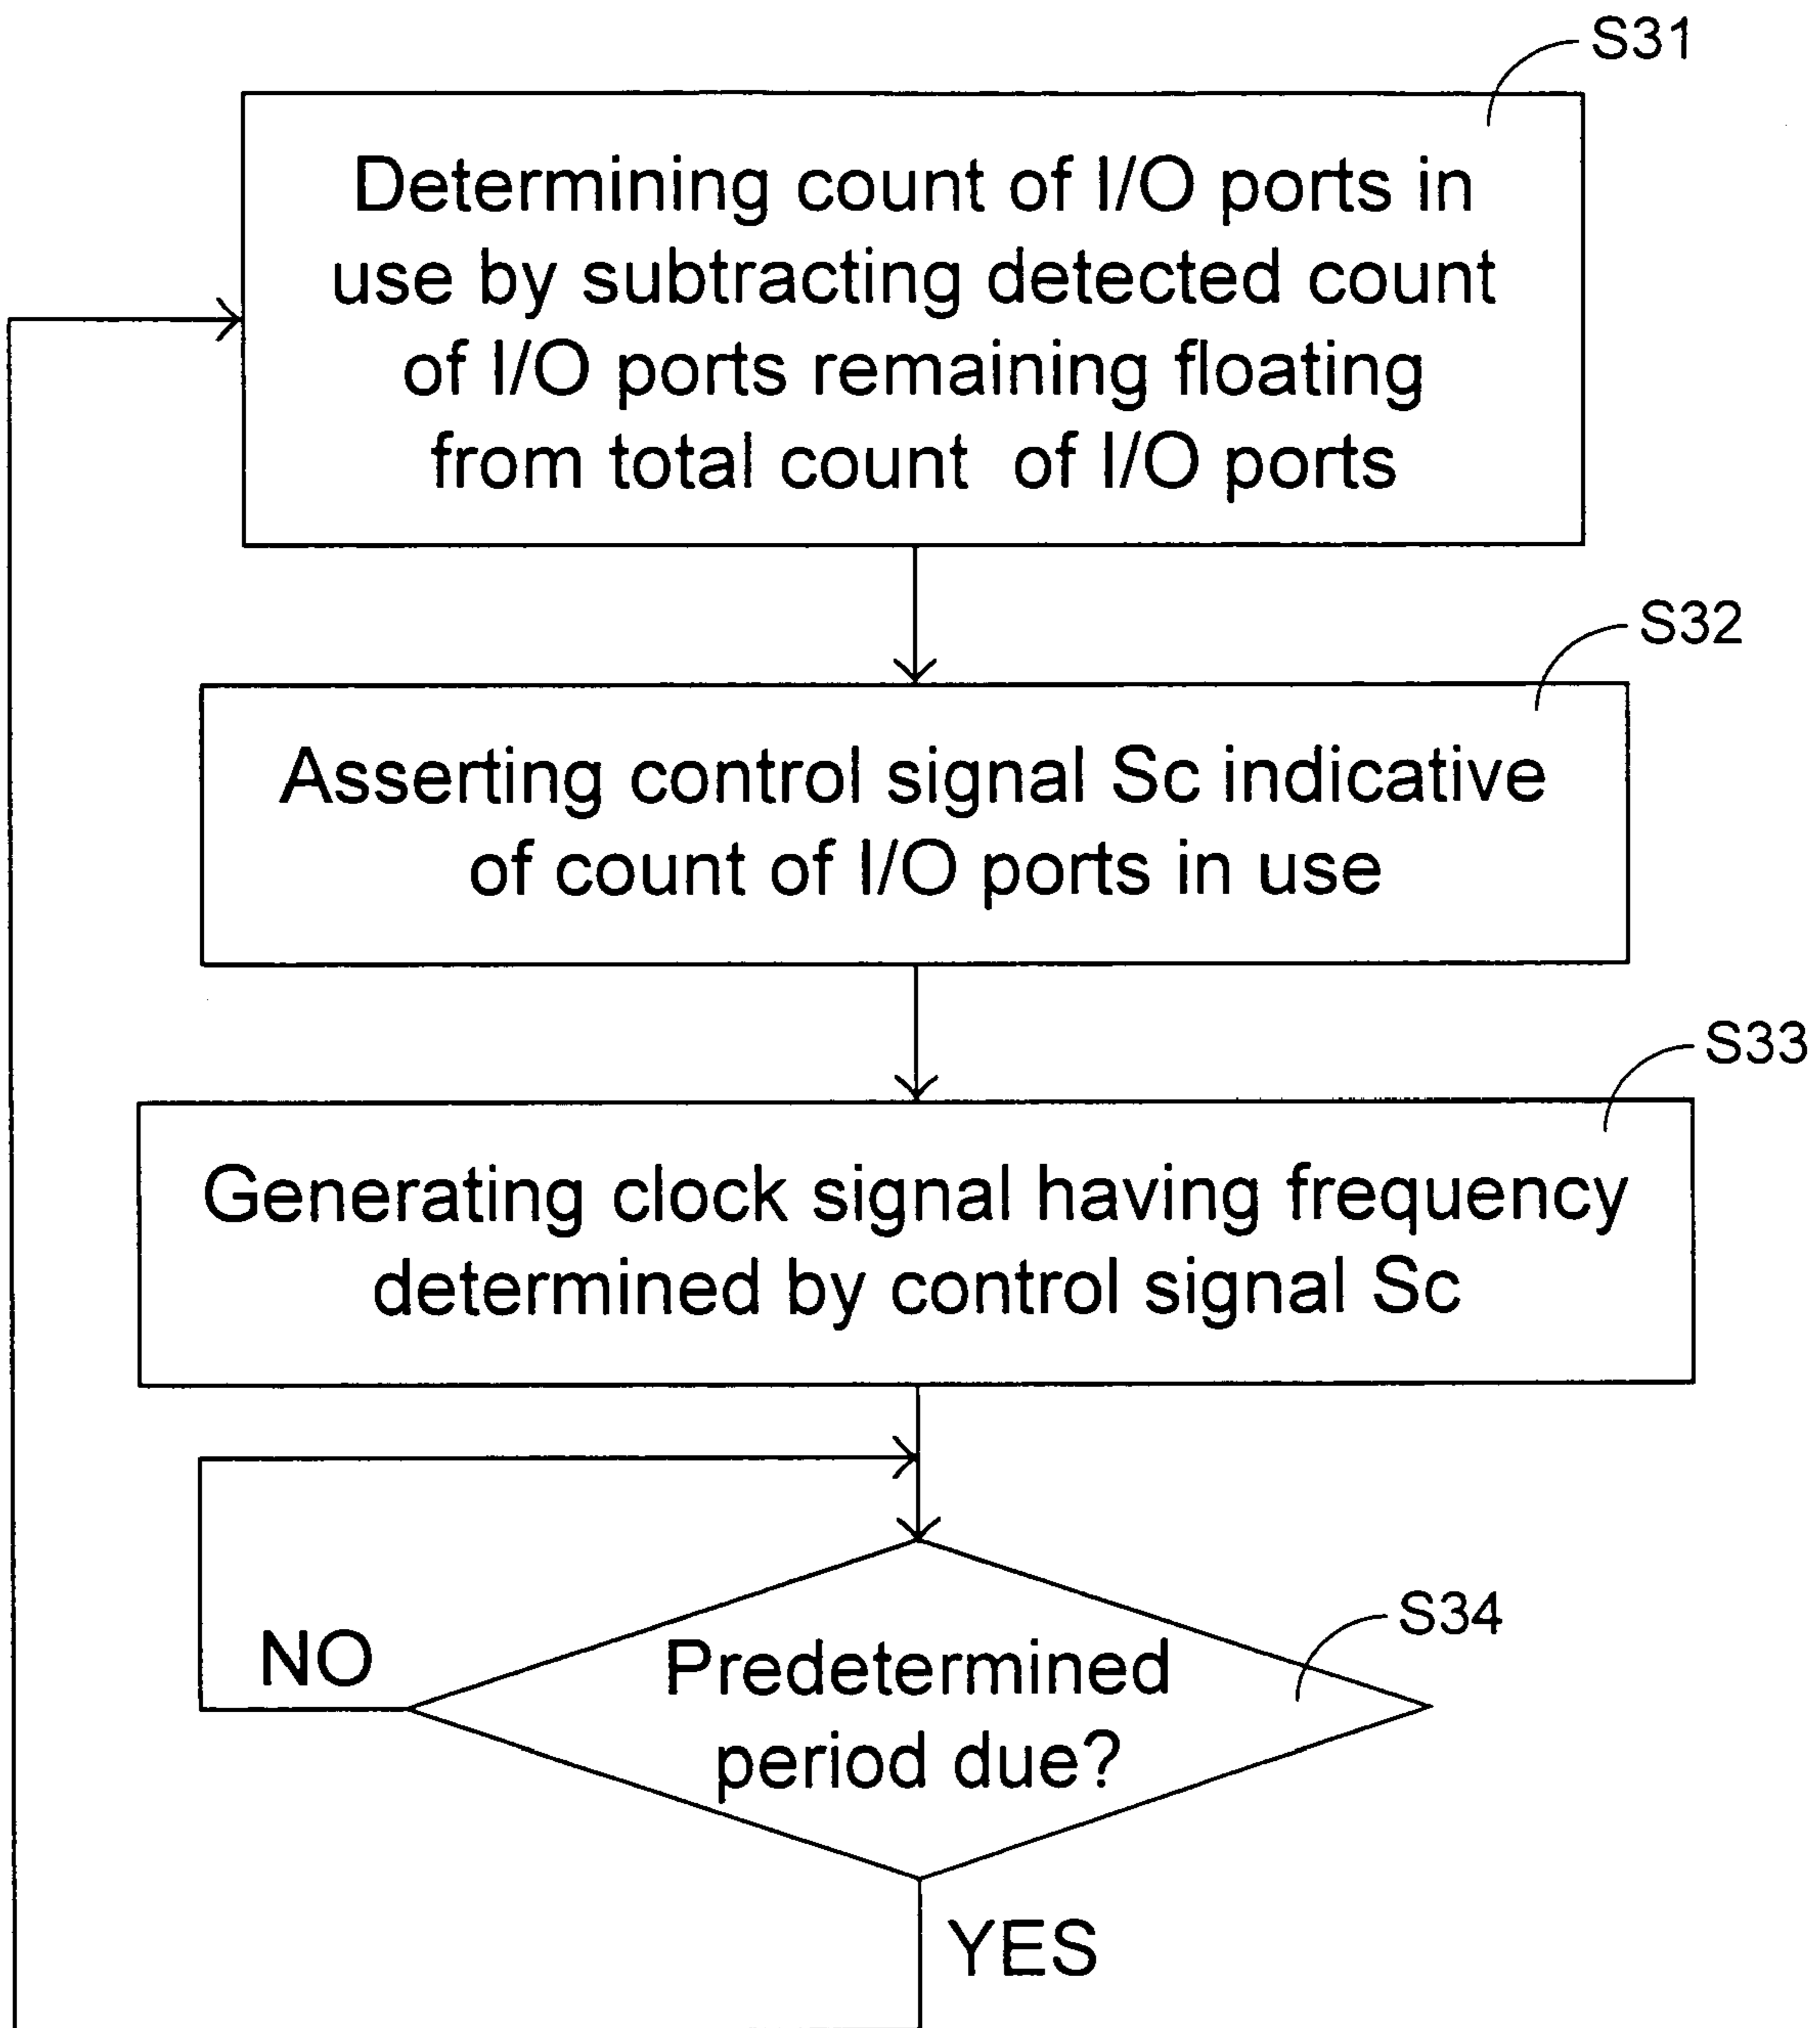 S31
Determining count of I/O ports in
use by subtracting detected count
of I/O ports remaining floating
from total count of I/O ports
S32
Asserting control signal Sc indicative
of count of I/O ports in use
S33
Generating clock signal having frequency
determined by control signal Sc
S34
NO
Predetermined
period due?
YES